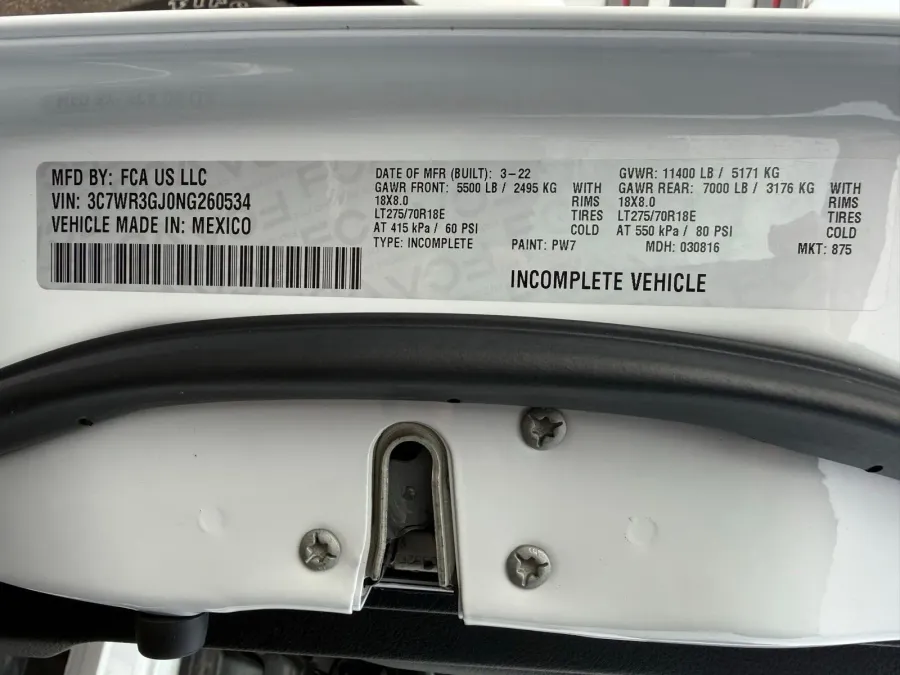 MFD BY: FCA US LLC
VIN: 3C7WR3GJ0NG260534
VEHICLE MADE IN: MEXICO
DATE OF MFR (BUILT): 3-22
GAWR FRONT: 5500 LB / 2495 KG WITH
18X8.0 RIMS
LT275/70R18E TIRES
AT 415 kPa / 60 PSI COLD
TYPE: INCOMPLETE PAINT: PW7
GVWR: 11400 LB / 5171 KG
GAWR REAR: 7000 LB / 3176 KG WITH
18X8.0 RIMS
LT275/70R18E TIRES
AT 550 kPa / 80 PSI COLD
MDH: 030816 MKT: 875
INCOMPLETE VEHICLE